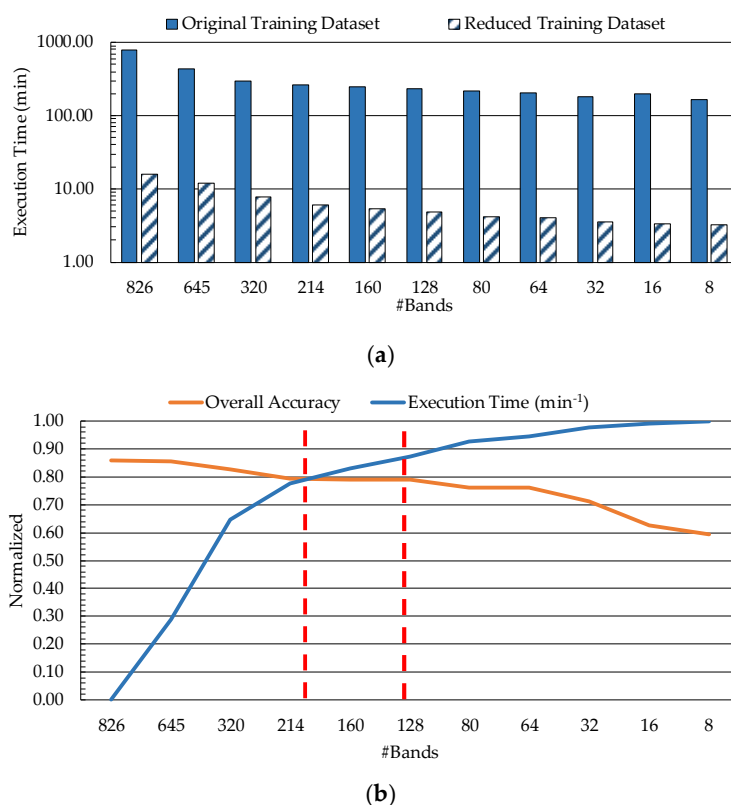 Original Training Dataset Reduced Training Dataset
Execution Time (min)
1000.00
100.00
10.00
1.00
826 645 320 214 160 128 80 64 32 16 8
#Bands
(a)
Overall Accuracy Execution Time (min⁻¹)
Normalized
1.00
0.90
0.80
0.70
0.60
0.50
0.40
0.30
0.20
0.10
0.00
826 645 320 214 160 128 80 64 32 16 8
#Bands
(b)